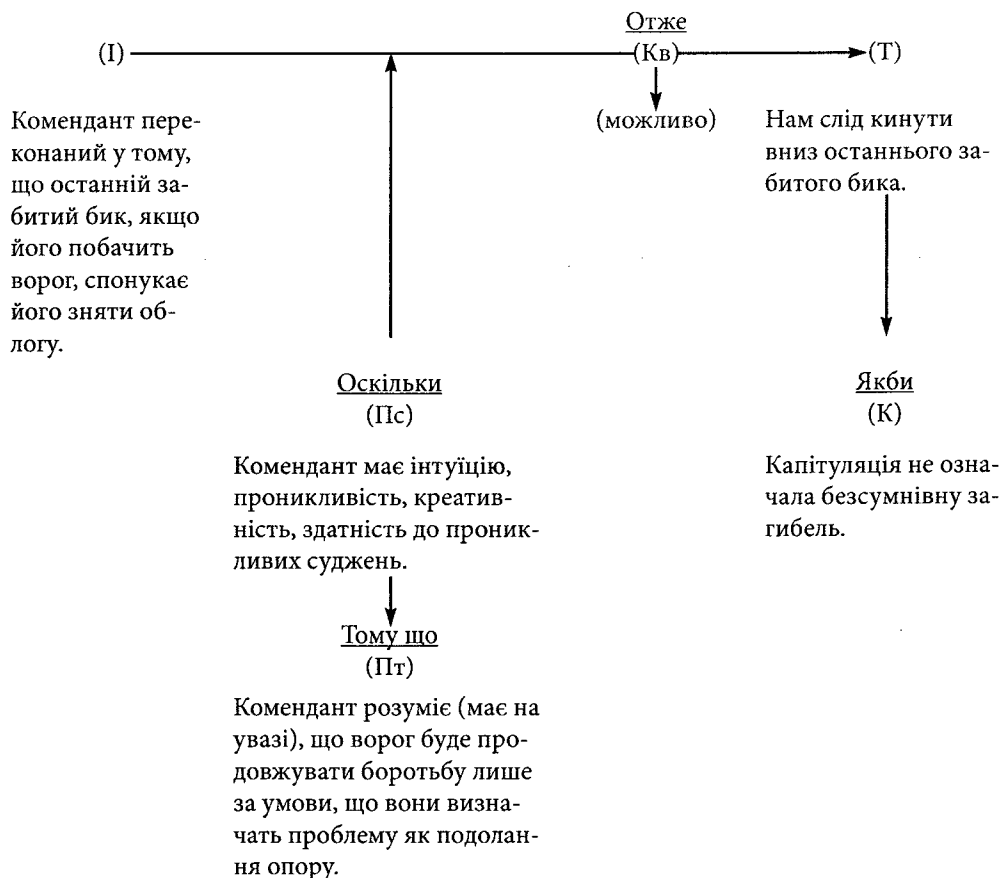 Отже
(І) (Кв) (Т)
(можливо)
Комендант пере-
конаний у тому,
що останній за-
битий бик, якщо
його побачить
ворог, спонукає
його зняти об-
логу.
Нам слід кинути
вниз останнього за-
битого бика.
Оскільки
(Пс)
Комендант має інтуїцію,
проникливість, креатив-
ність, здатність до проник-
ливих суджень.
Якби
(К)
Капітуляція не озна-
чала безсумнівну за-
гибель.
Тому що
(Пт)
Комендант розуміє (має на
увазі), що ворог буде про-
довжувати боротьбу лише
за умови, що вони визна-
чать проблему як подолан-
ня опору.